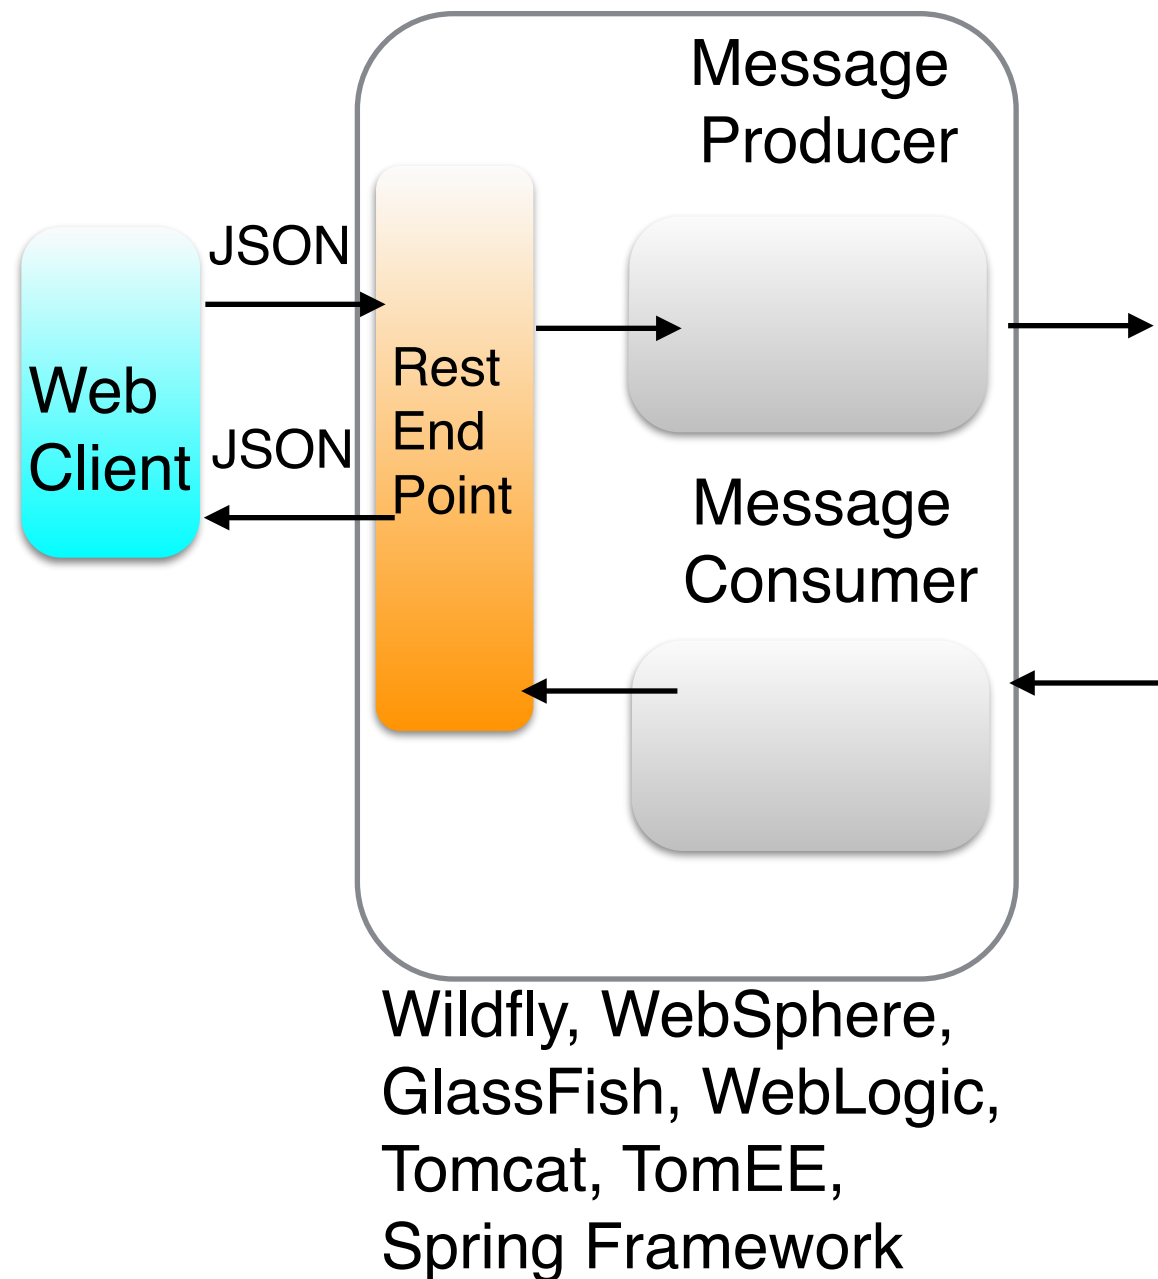 Message
Producer
JSON
Web
Client
JSON
Rest
End
Point
Message
Consumer
Wildfly, WebSphere,
GlassFish, WebLogic,
Tomcat, TomEE,
Spring Framework